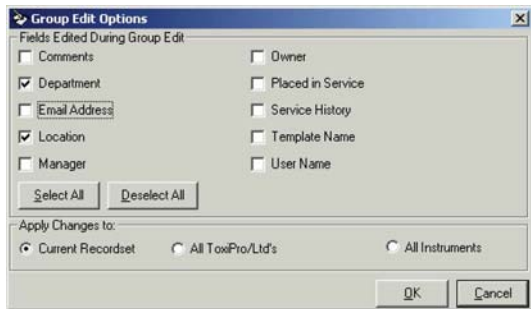 Group Edit Options
Fields Edited During Group Edit
Comments
Owner
Department
Placed in Service
Email Address
Service History
Location
Template Name
Manager
User Name
Select All
Deselect All
Apply Changes to:
Current Recordset
All ToxiPro/Ltd's
All Instruments
OK
Cancel